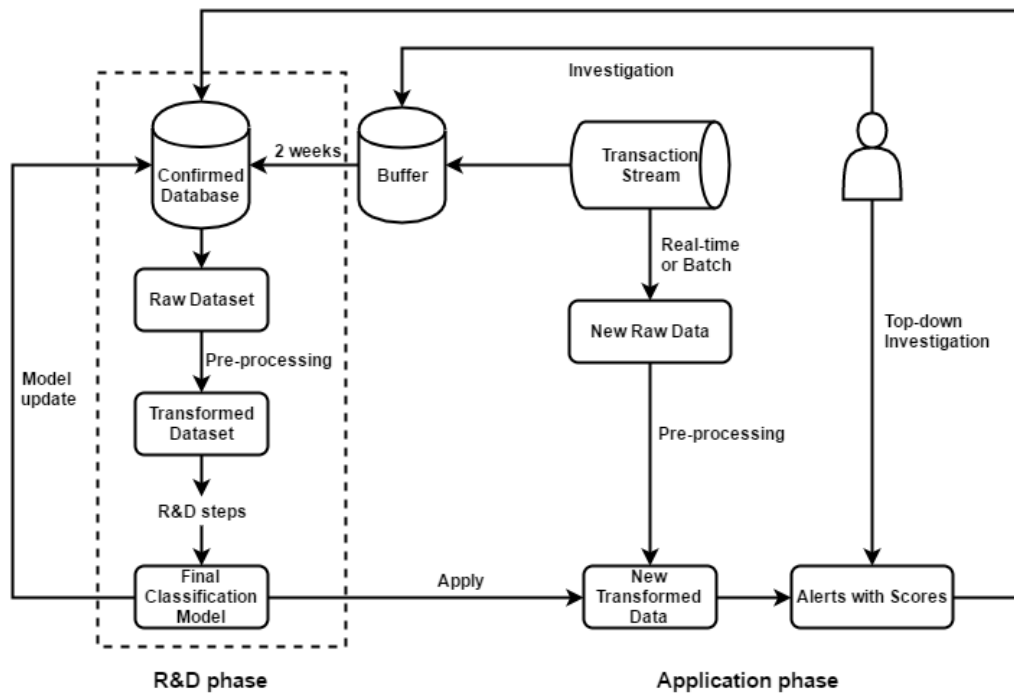 Investigation
2 weeks
Confirmed
Database
Buffer
Transaction
Stream
Real-time
or Batch
Raw Dataset
New Raw Data
Top-down
Investigation
Pre-processing
Model
update
Transformed
Dataset
Pre-processing
R&D steps
Final
Classification
Model
Apply
New
Transformed
Data
Alerts with Scores
R&D phase
Application phase